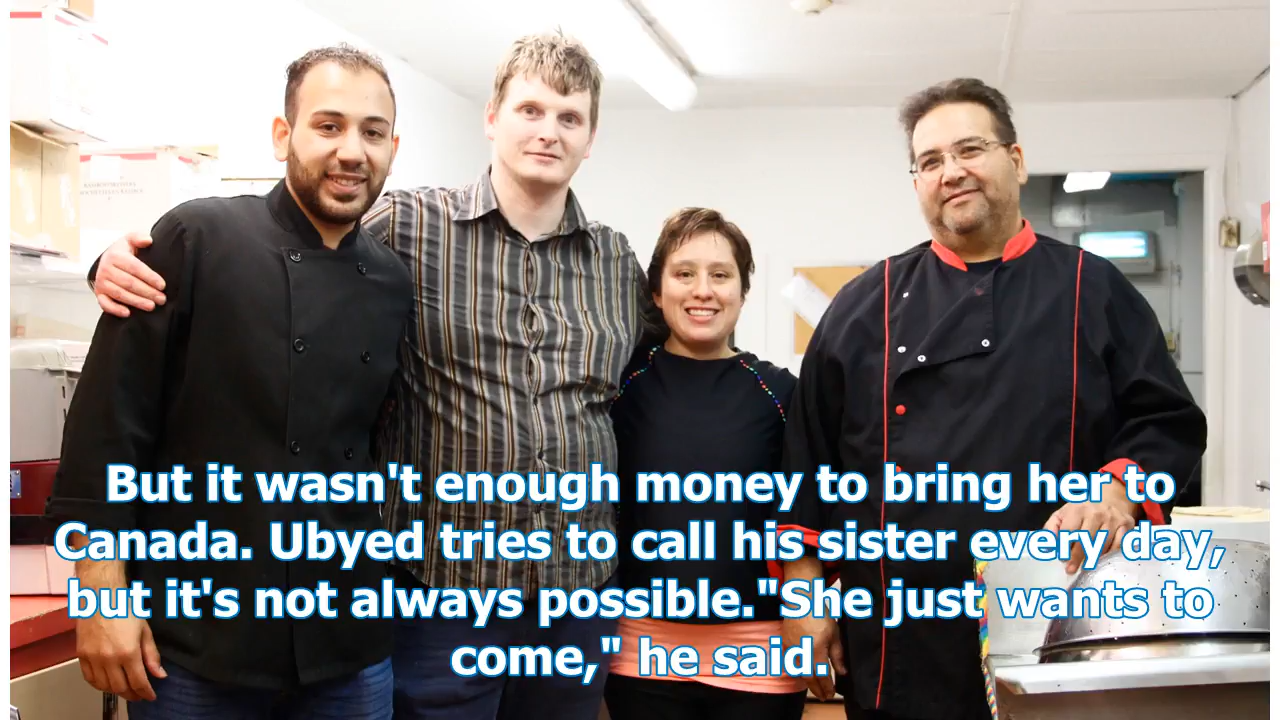 But it wasn't enough money to bring her to
Canada. Ubyed tries to call his sister every day,
but it's not always possible."She just wants to
come," he said.